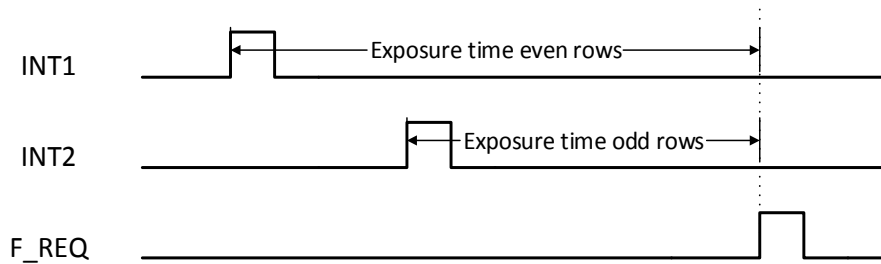 INT1
Exposure time even rows
INT2
Exposure time odd rows
F_REQ